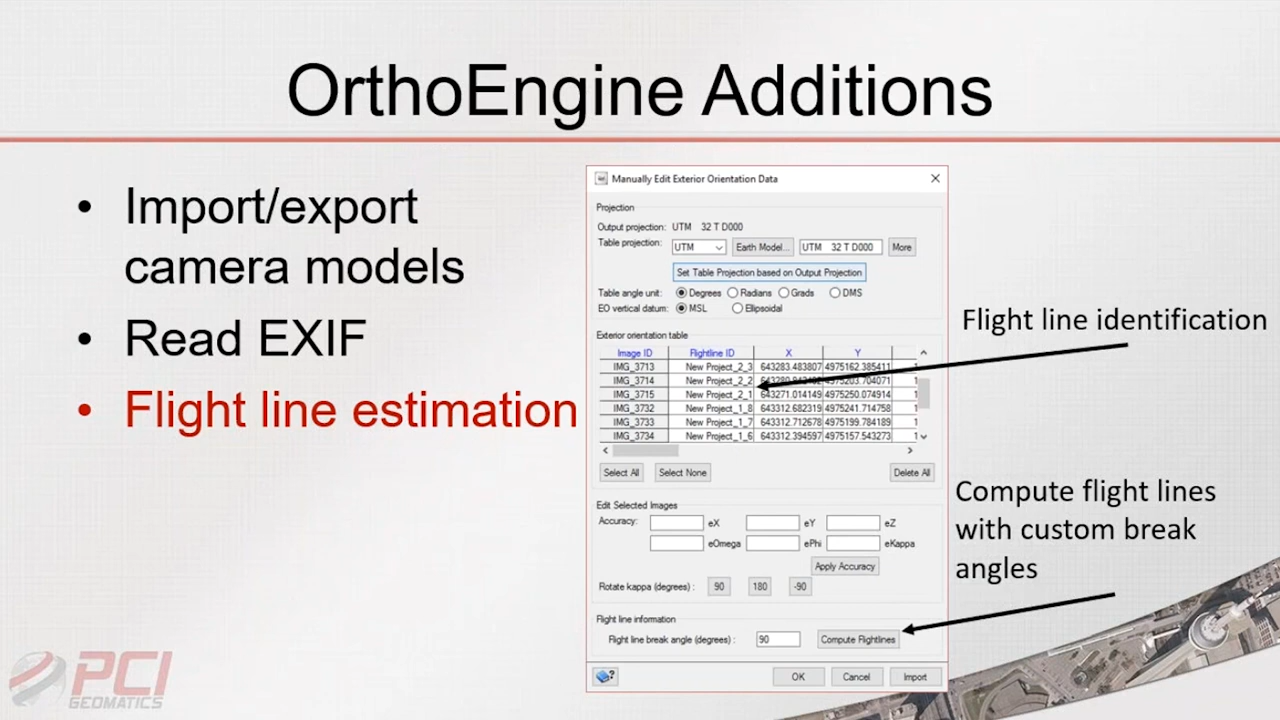 OrthoEngine Additions
• Import/export
camera models
• Read EXIF
• Flight line estimation
Manually Edit Exterior Orientation Data
Projection
Output projection: UTM 32 T D000
Table projection: UTM Earth Model... UTM 32 T D000 More
Set Table Projection based on Output Projection
Table angle unit: Degrees Radians Grads DMS
EO vertical datum: MSL Ellipsoidal
Exterior orientation table
Image ID Flightline ID X Y
IMG_3713 New Project_2_3 643283.483807 4975162.385411
IMG_3714 New Project_2_2 4975203.704071
IMG_3715 New Project_2_1 643271.014149 4975250.074914
IMG_3732 New Project_1_8 643312.682319 4975241.714758
IMG_3733 New Project_1_7 643312.712678 4975199.784189
IMG_3734 New Project_1_6 643312.394597 4975157.543273
Select All Select None Delete All
Edit Selected Images
Accuracy: eX eY eZ
eOmega ePhi eKappa
Apply Accuracy
Rotate kappa (degrees) : 90 180 -90
Flight line information
Flight line break angle (degrees) : 90 Compute Flightlines
OK Cancel Import
Flight line identification
Compute flight lines
with custom break
angles
PCI
GEOMATICS